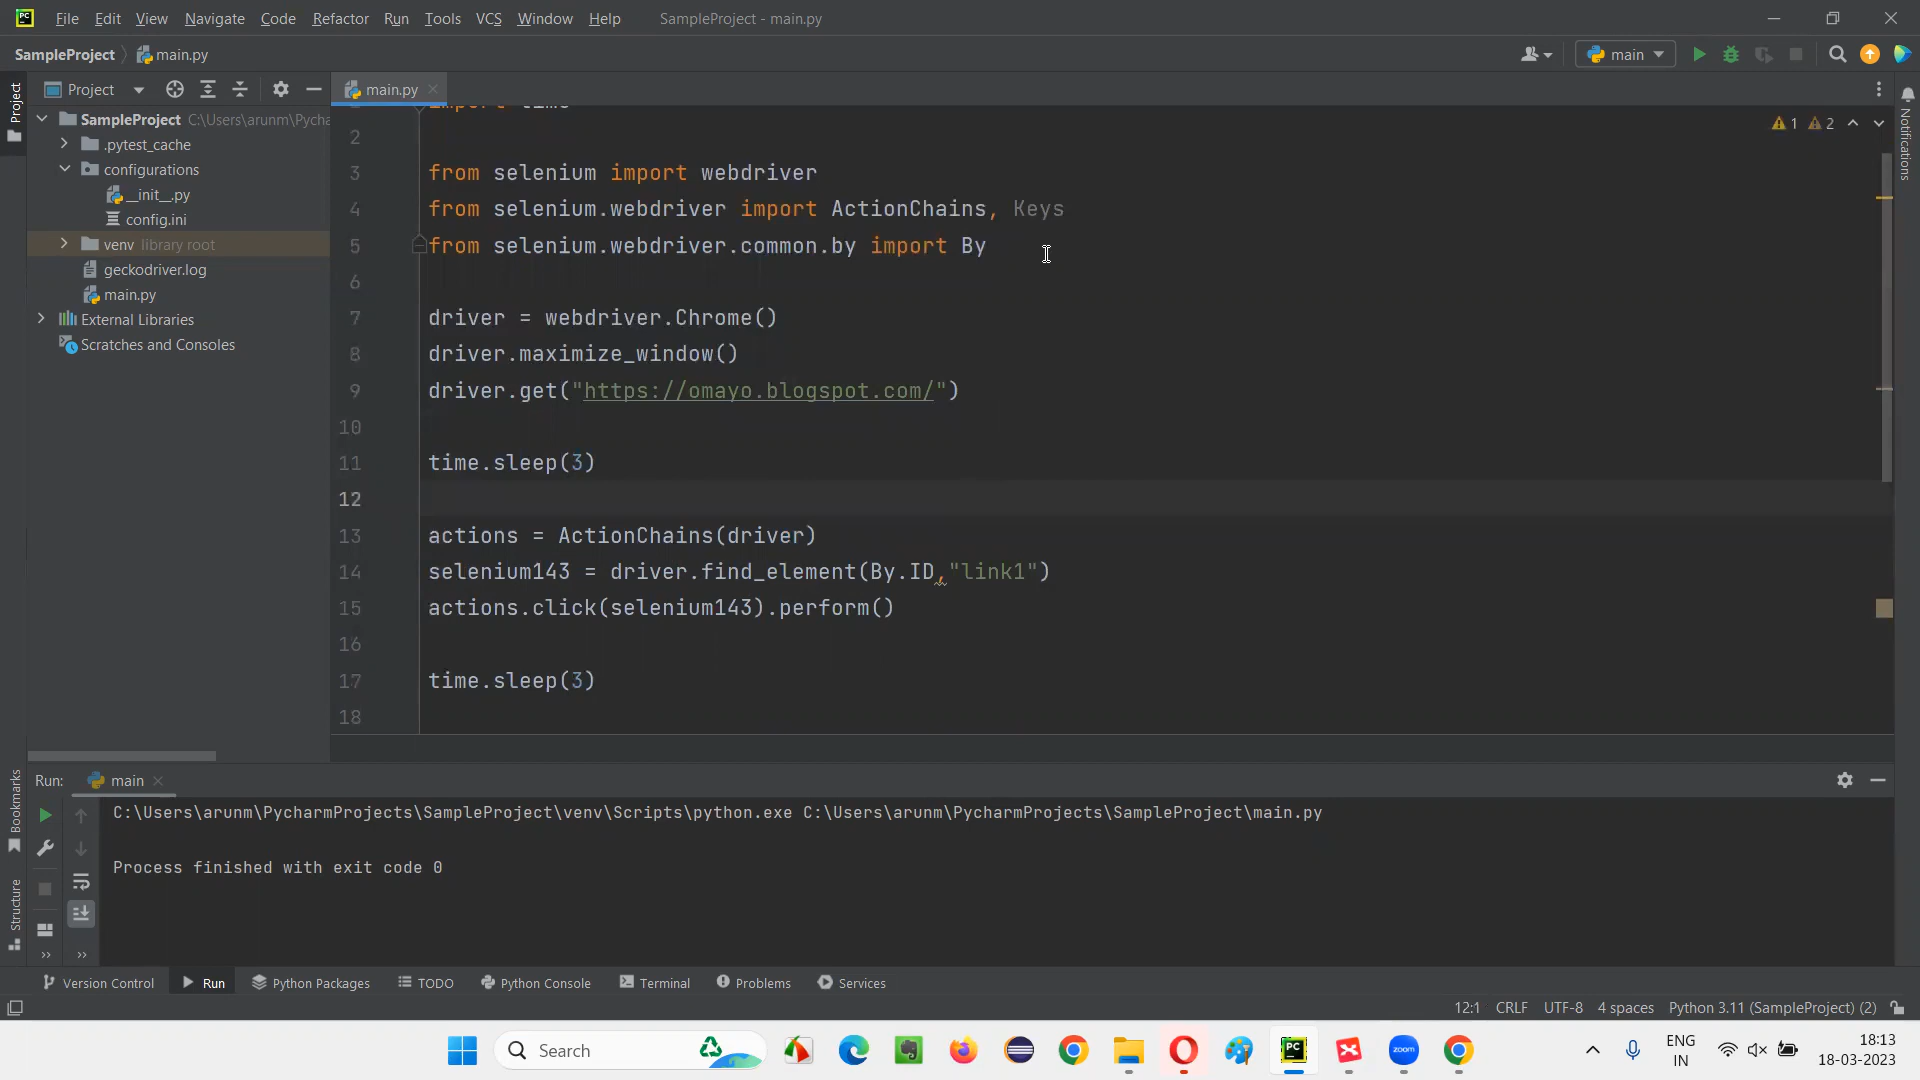 File Edit View Navigate Code Refactor Run Tools VCS Window Help SampleProject - main.py
SampleProject main.py main
Project main.py
Project
Notifications
SampleProject C:\Users\arunm\Pycha
.pytest_cache
configurations
__init__.py
config.ini
venv library root
geckodriver.log
main.py
External Libraries
Scratches and Consoles
1 2
import time
2
3 from selenium import webdriver
4 from selenium.webdriver import ActionChains, Keys
5 from selenium.webdriver.common.by import By
6
7 driver = webdriver.Chrome()
8 driver.maximize_window()
9 driver.get("https://omayo.blogspot.com/")
10
11 time.sleep(3)
12
13 actions = ActionChains(driver)
14 selenium143 = driver.find_element(By.ID,"link1")
15 actions.click(selenium143).perform()
16
17 time.sleep(3)
18
Bookmarks
Structure
Run: main
C:\Users\arunm\PycharmProjects\SampleProject\venv\Scripts\python.exe C:\Users\arunm\PycharmProjects\SampleProject\main.py
Process finished with exit code 0
Version Control Run Python Packages TODO Python Console Terminal Problems Services
12:1 CRLF UTF-8 4 spaces Python 3.11 (SampleProject) (2)
Search
zoom
PC
ENG
IN
18:13
18-03-2023